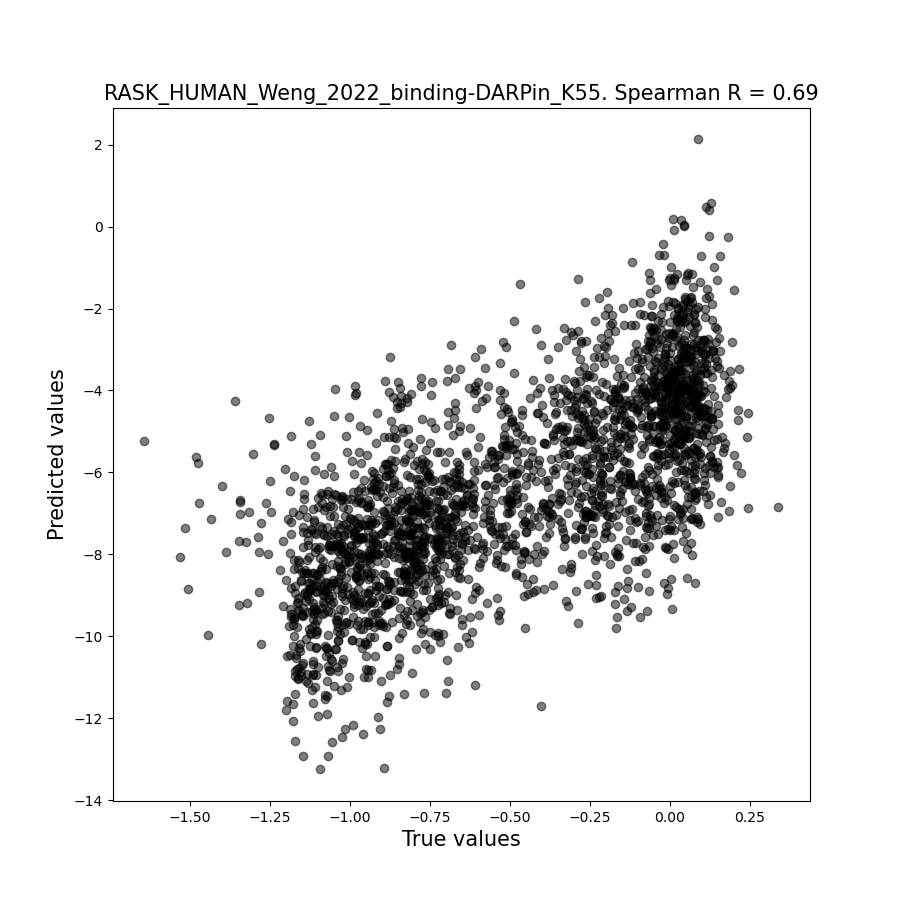 RASK_HUMAN_Weng_2022_binding-DARPin_K55. Spearman R = 0.69
2
0
−2
−4
−6
−8
−10
−12
−14
Predicted values
−1.50 −1.25 −1.00 −0.75 −0.50 −0.25 0.00 0.25
True values